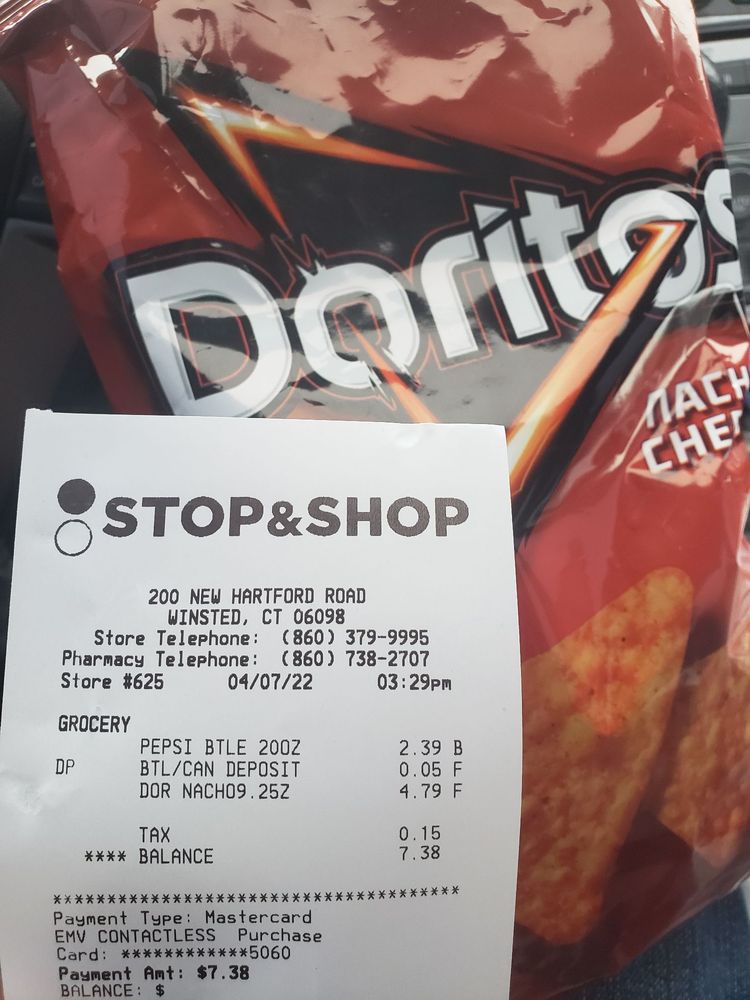 Doritos
NACH
CHE
STOP&SHOP
200 NEW HARTFORD ROAD
WINSTED, CT 06098
Store Telephone: (860) 379-9995
Pharmacy Telephone: (860) 738-2707
Store #625 04/07/22 03:29pm
GROCERY
PEPSI BTLE 20OZ 2.39 B
DP BTL/CAN DEPOSIT 0.05 F
DOR NACHO9.25Z 4.79 F
TAX 0.15
**** BALANCE 7.38
***************************************
Payment Type: Mastercard
EMV CONTACTLESS Purchase
Card: ************5060
Payment Amt: $7.38
BALANCE: $